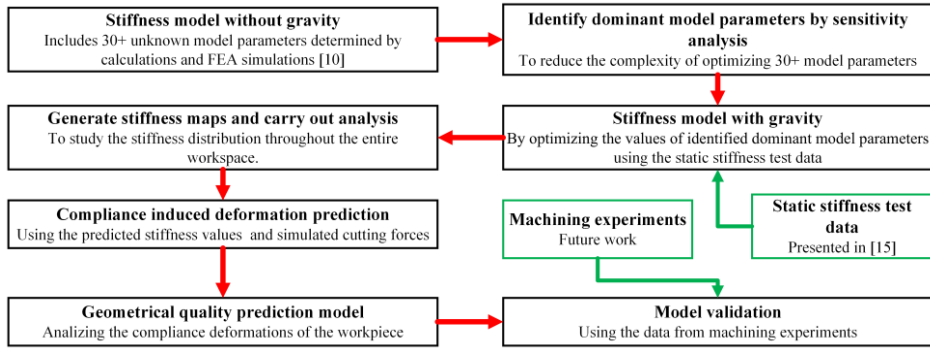 Stiffness model without gravity
Includes 30+ unknown model parameters determined by
calculations and FEA simulations [10]
Identify dominant model parameters by sensitivity
analysis
To reduce the complexity of optimizing 30+ model parameters
Generate stiffness maps and carry out analysis
To study the stiffness distribution throughout the entire
workspace.
Stiffness model with gravity
By optimizing the values of identified dominant model parameters
using the static stiffness test data
Compliance induced deformation prediction
Using the predicted stiffness values and simulated cutting forces
Machining experiments
Future work
Static stiffness test
data
Presented in [15]
Geometrical quality prediction model
Analizing the compliance deformations of the workpiece
Model validation
Using the data from machining experiments